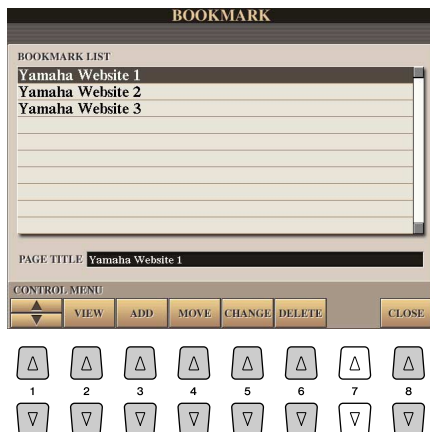 BOOKMARK
BOOKMARK LIST
Yamaha Website 1
Yamaha Website 2
Yamaha Website 3
PAGE TITLE Yamaha Website 1
CONTROL MENU
VIEW ADD MOVE CHANGE DELETE CLOSE
1 2 3 4 5 6 7 8